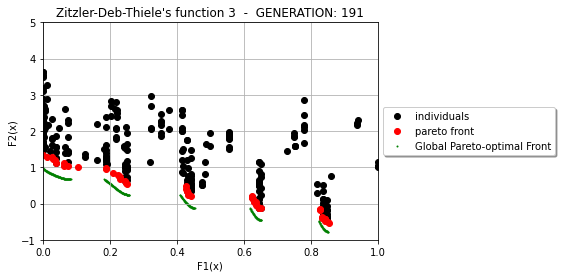 Zitzler-Deb-Thiele's function 3 - GENERATION: 191
5
4
3
2
1
0
−1
F2(x)
0.0 0.2 0.4 0.6 0.8 1.0
F1(x)
individuals
pareto front
Global Pareto-optimal Front